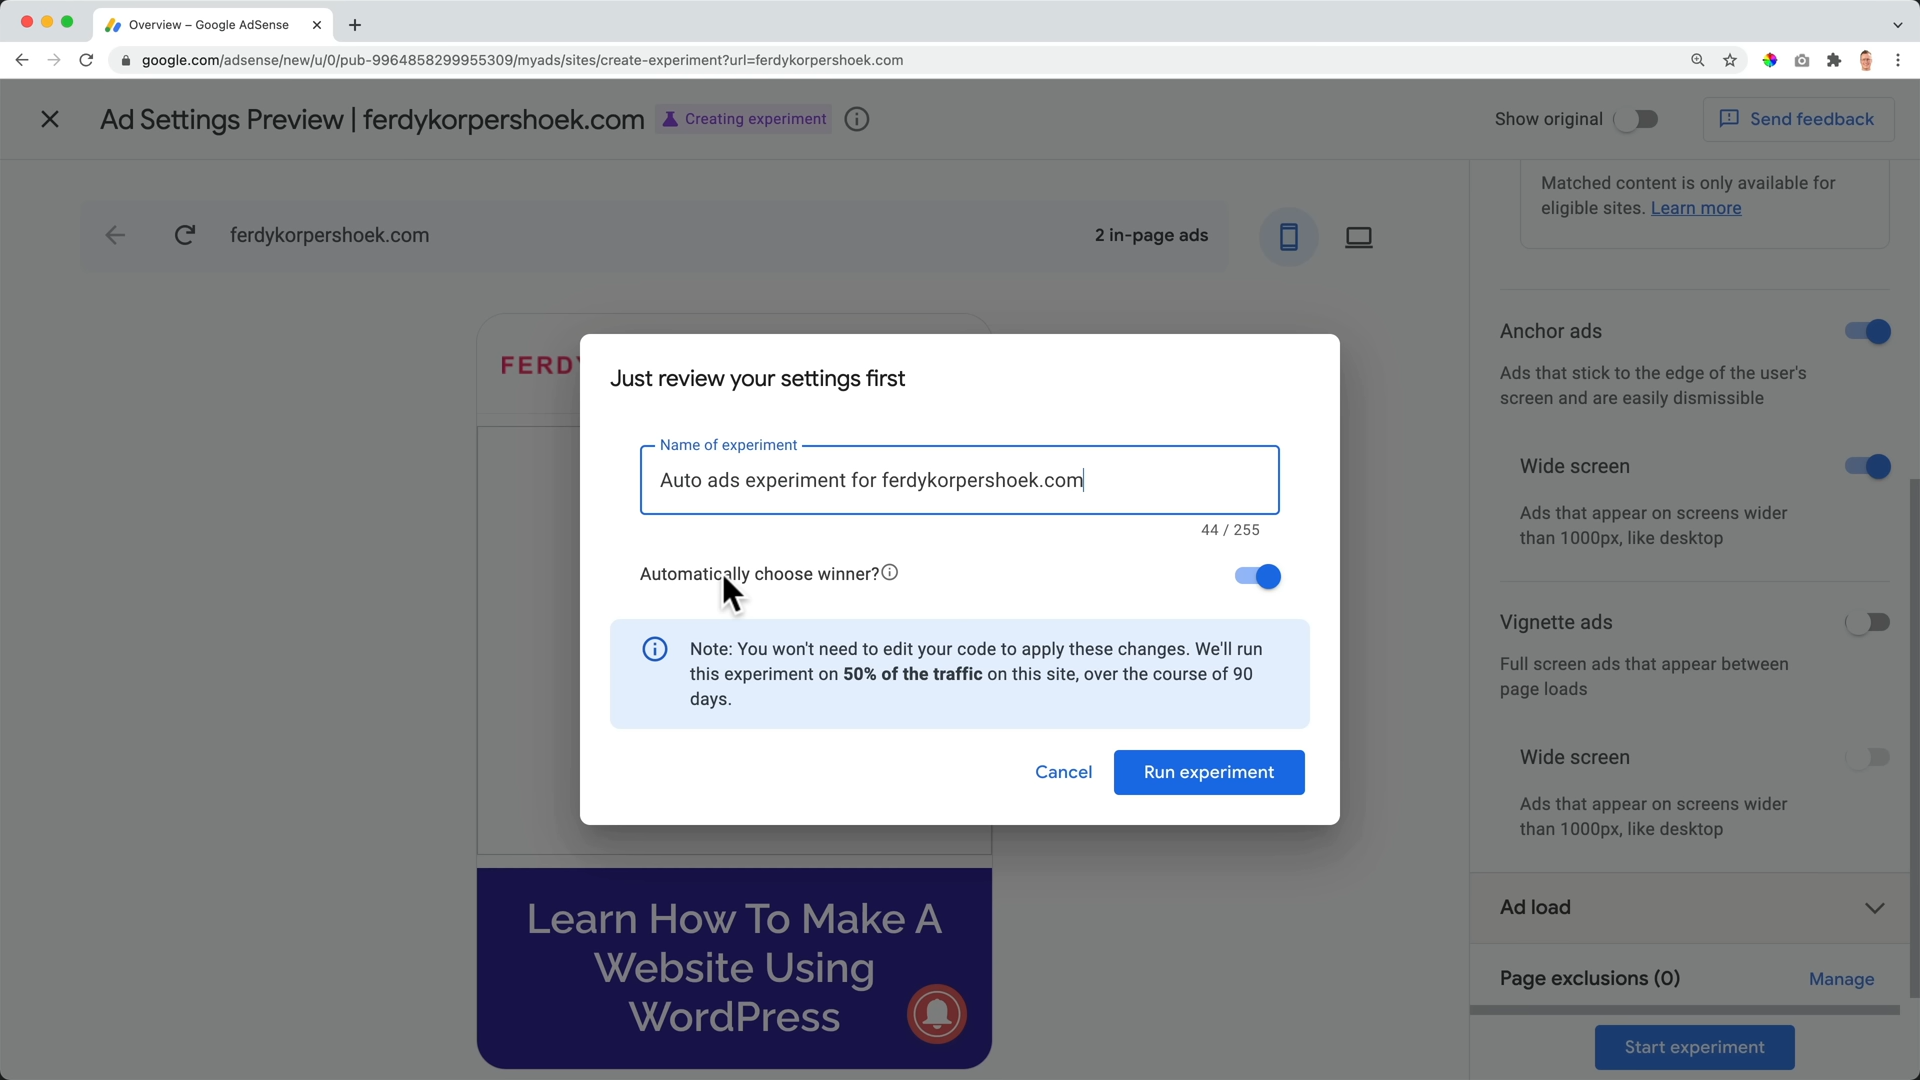 Overview – Google AdSense
google.com/adsense/new/u/0/pub-9964858299955309/myads/sites/create-experiment?url=ferdykorpershoek.com
Ad Settings Preview | ferdykorpershoek.com
Creating experiment
Show original
Send feedback
ferdykorpershoek.com
2 in-page ads
FERDY
Just review your settings first
Name of experiment
Auto ads experiment for ferdykorpershoek.com
44 / 255
Automatically choose winner?
Note: You won't need to edit your code to apply these changes. We'll run
this experiment on 50% of the traffic on this site, over the course of 90
days.
Cancel
Run experiment
Learn How To Make A
Website Using
WordPress
Matched content is only available for
eligible sites. Learn more
Anchor ads
Ads that stick to the edge of the user's
screen and are easily dismissible
Wide screen
Ads that appear on screens wider
than 1000px, like desktop
Vignette ads
Full screen ads that appear between
page loads
Wide screen
Ads that appear on screens wider
than 1000px, like desktop
Ad load
Page exclusions (0)
Manage
Start experiment